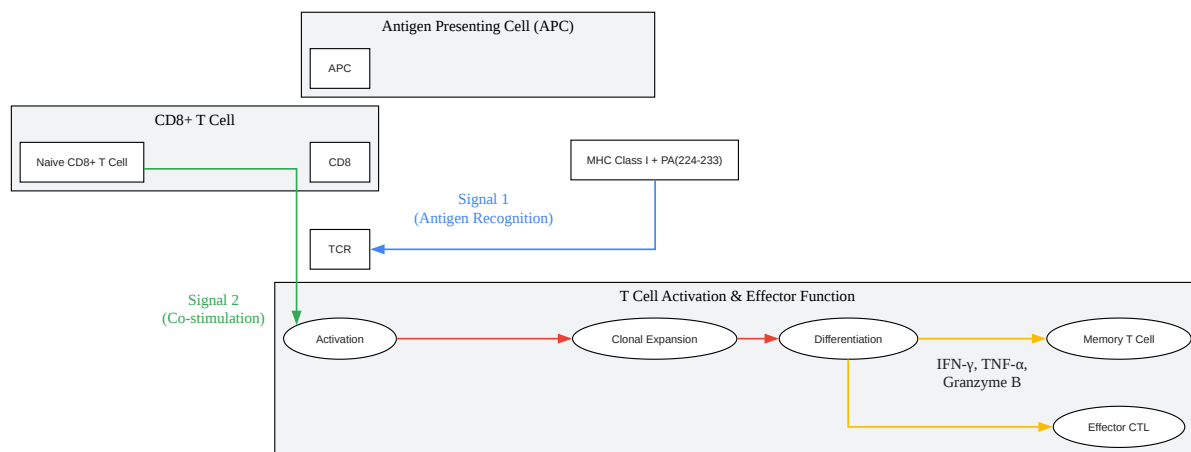 Antigen Presenting Cell (APC)
APC
CD8+ T Cell
Naive CD8+ T Cell
CD8
MHC Class I + PA(224-233)
Signal 1
(Antigen Recognition)
TCR
Signal 2
(Co-stimulation)
T Cell Activation & Effector Function
Activation
Clonal Expansion
Differentiation
Memory T Cell
IFN-γ, TNF-α,
Granzyme B
Effector CTL